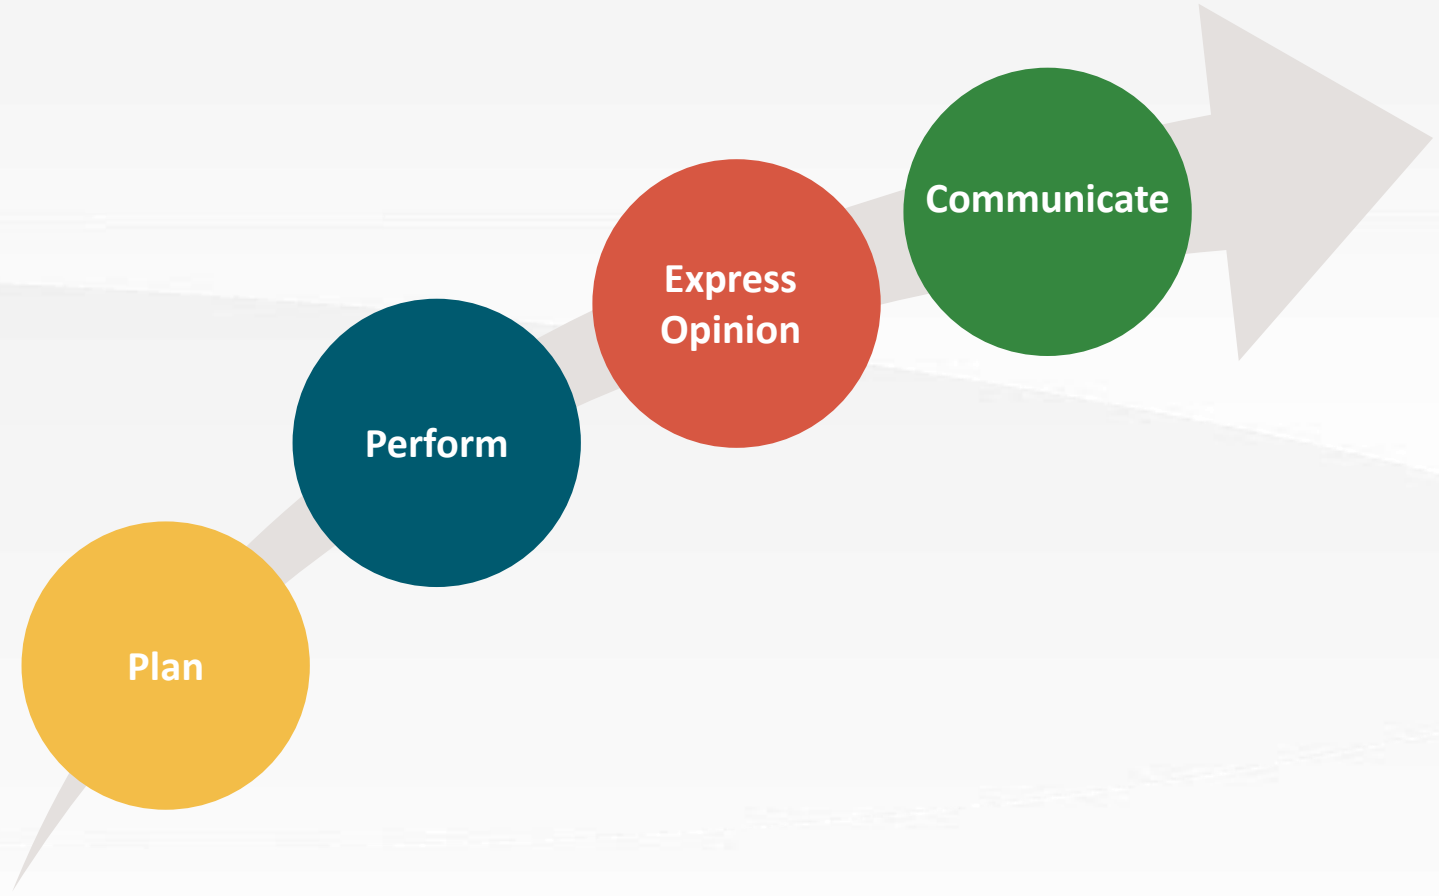 Plan
Perform
Express
Opinion
Communicate